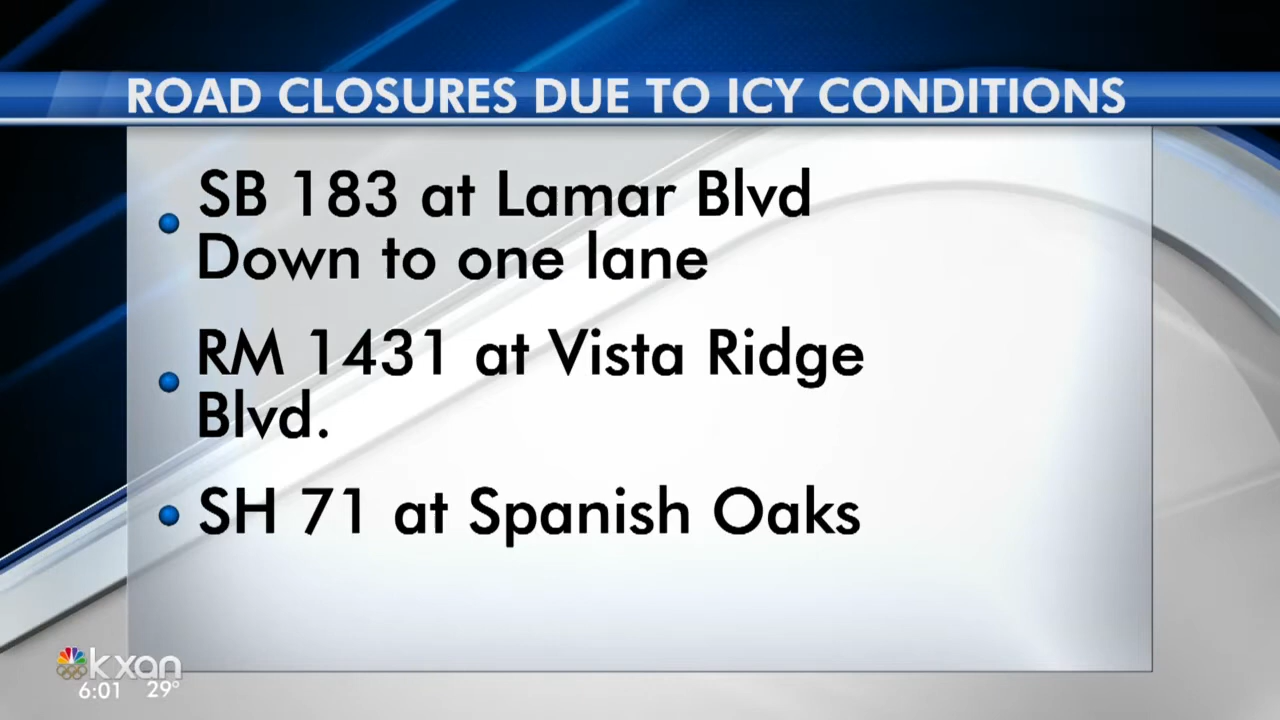 ROAD CLOSURES DUE TO ICY CONDITIONS
SB 183 at Lamar Blvd
Down to one lane
RM 1431 at Vista Ridge
Blvd.
SH 71 at Spanish Oaks
kxan
6:01 29°